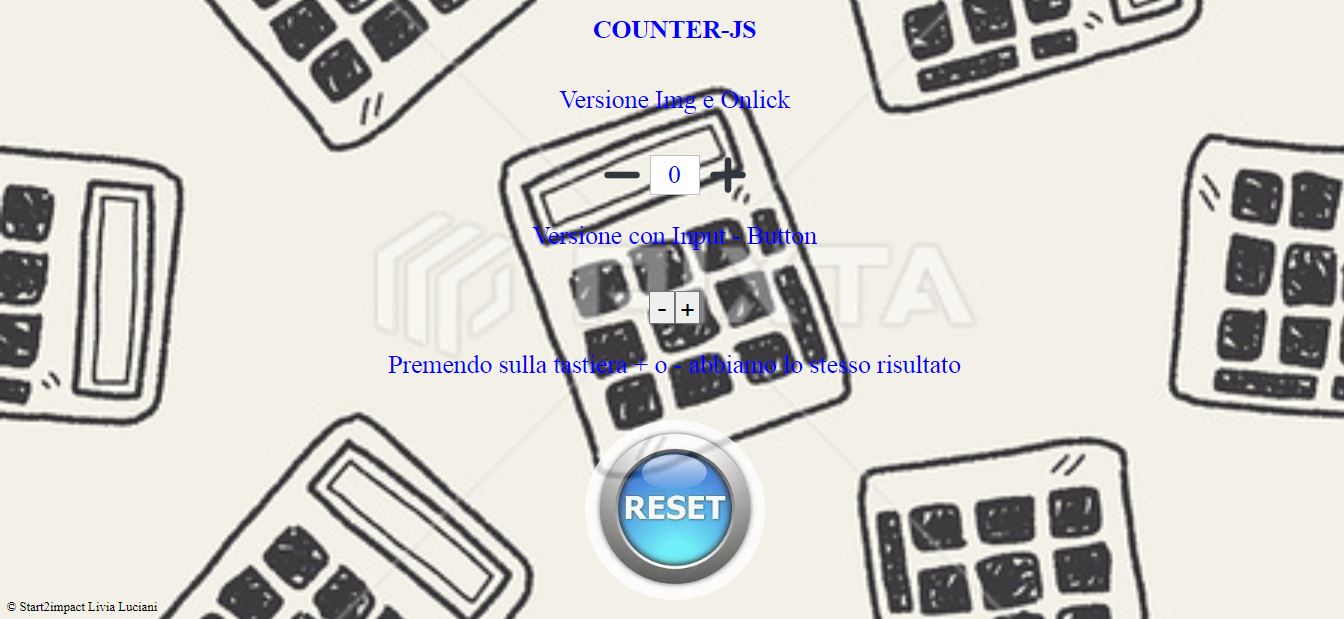 COUNTER-JS
Versione Img e Onlick
0
Versione con Input - Button
- +
Premendo sulla tastiera + o - abbiamo lo stesso risultato
RESET
© Start2impact Livia Luciani